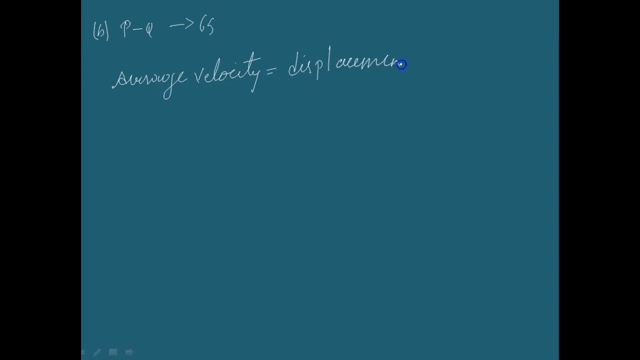 (b) P-Q → 6s
Average velocity = displacemen